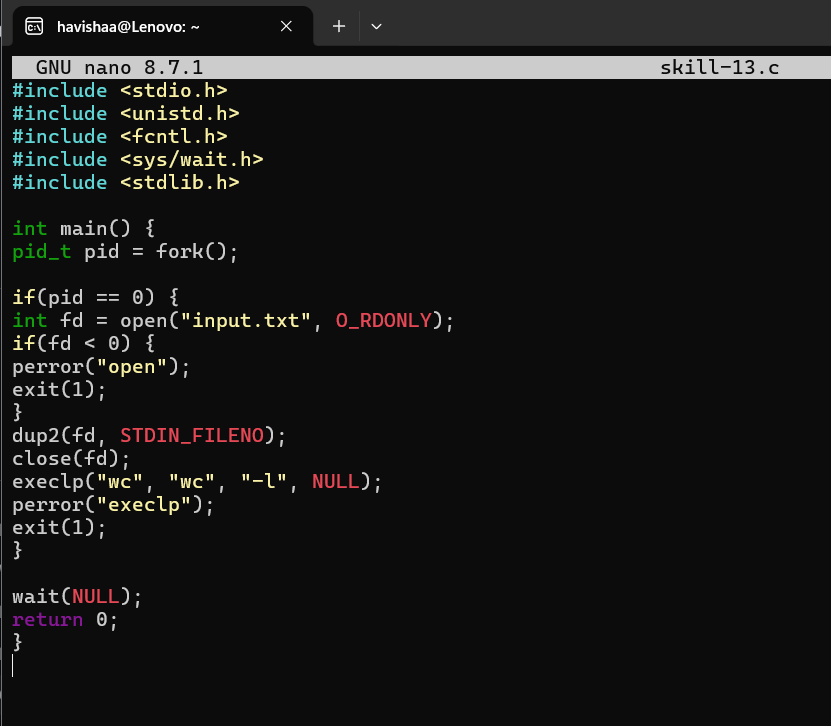 havishaa@Lenovo: ~
GNU nano 8.7.1 skill-13.c
#include <stdio.h>
#include <unistd.h>
#include <fcntl.h>
#include <sys/wait.h>
#include <stdlib.h>
int main() {
pid_t pid = fork();
if(pid == 0) {
int fd = open("input.txt", O_RDONLY);
if(fd < 0) {
perror("open");
exit(1);
}
dup2(fd, STDIN_FILENO);
close(fd);
execlp("wc", "wc", "-l", NULL);
perror("execlp");
exit(1);
}
wait(NULL);
return 0;
}